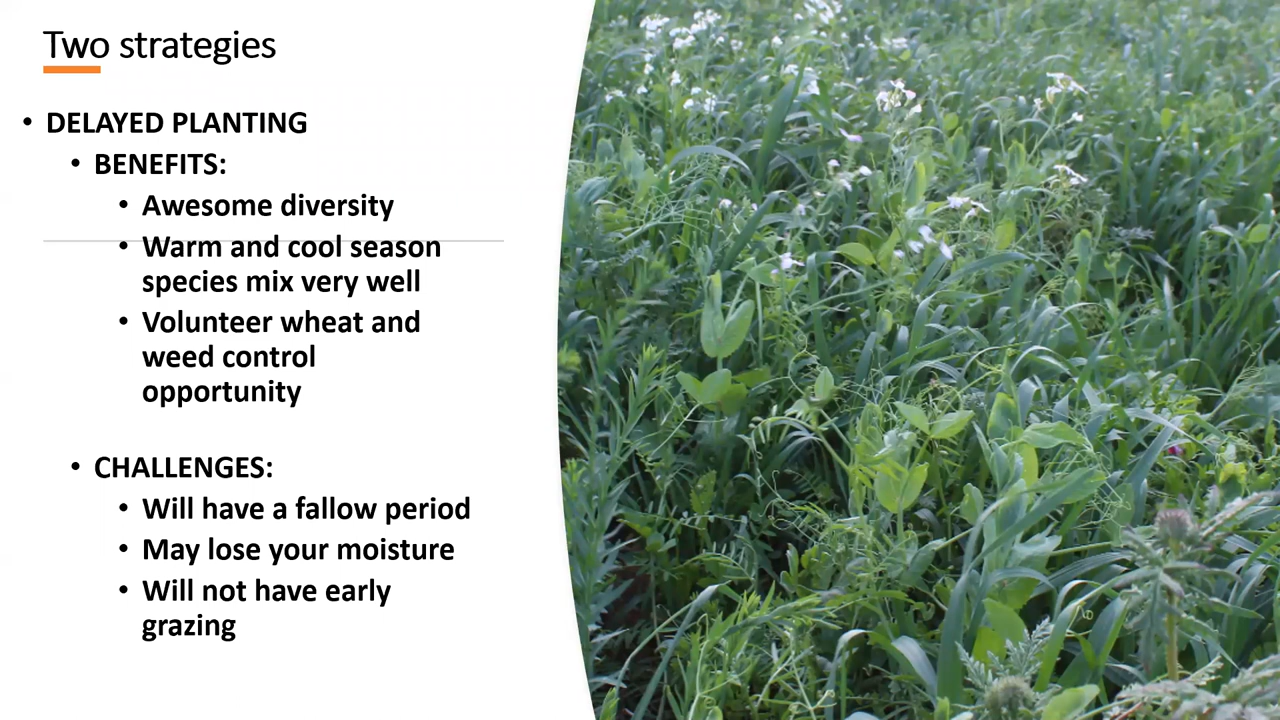 Two strategies
• DELAYED PLANTING
• BENEFITS:
• Awesome diversity
• Warm and cool season
species mix very well
• Volunteer wheat and
weed control
opportunity
• CHALLENGES:
• Will have a fallow period
• May lose your moisture
• Will not have early
grazing